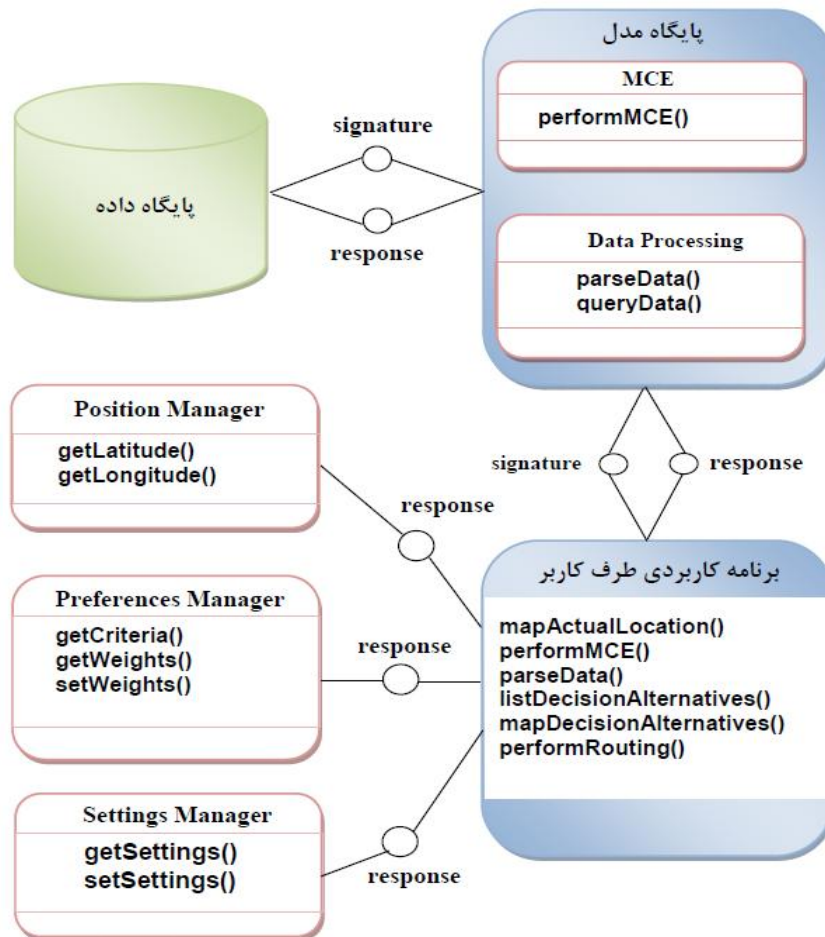 پایگاه مدل
MCE
performMCE()
Data Processing
parseData()
queryData()
signature
response
پایگاه داده
Position Manager
getLatitude()
getLongitude()
response
signature
response
Preferences Manager
getCriteria()
getWeights()
setWeights()
response
برنامه کاربردی طرف کاربر
mapActualLocation()
performMCE()
parseData()
listDecisionAlternatives()
mapDecisionAlternatives()
performRouting()
Settings Manager
getSettings()
setSettings()
response